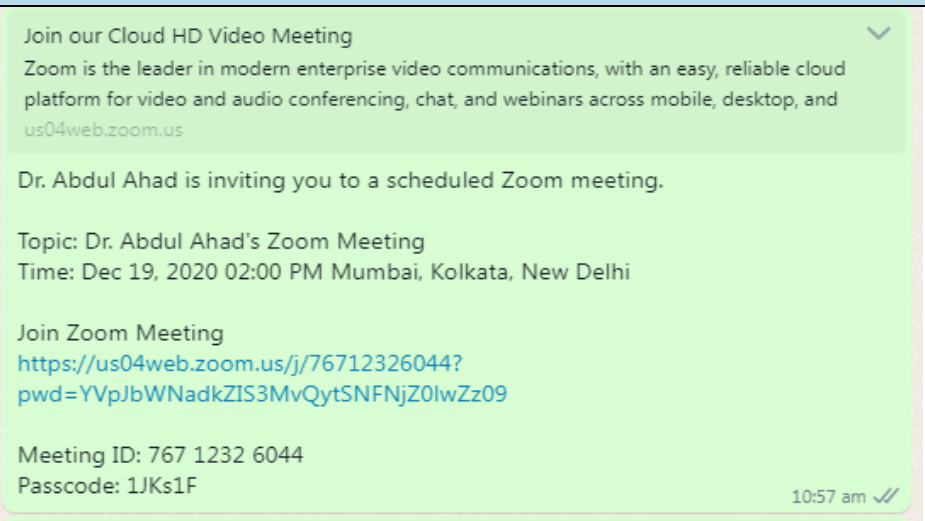 Join our Cloud HD Video Meeting
Zoom is the leader in modern enterprise video communications, with an easy, reliable cloud
platform for video and audio conferencing, chat, and webinars across mobile, desktop, and
us04web.zoom.us
Dr. Abdul Ahad is inviting you to a scheduled Zoom meeting.
Topic: Dr. Abdul Ahad's Zoom Meeting
Time: Dec 19, 2020 02:00 PM Mumbai, Kolkata, New Delhi
Join Zoom Meeting
https://us04web.zoom.us/j/76712326044?
pwd=YVpJbWNadkZIS3MvQytSNFNjZ0lwZz09
Meeting ID: 767 1232 6044
Passcode: 1JKs1F
10:57 am